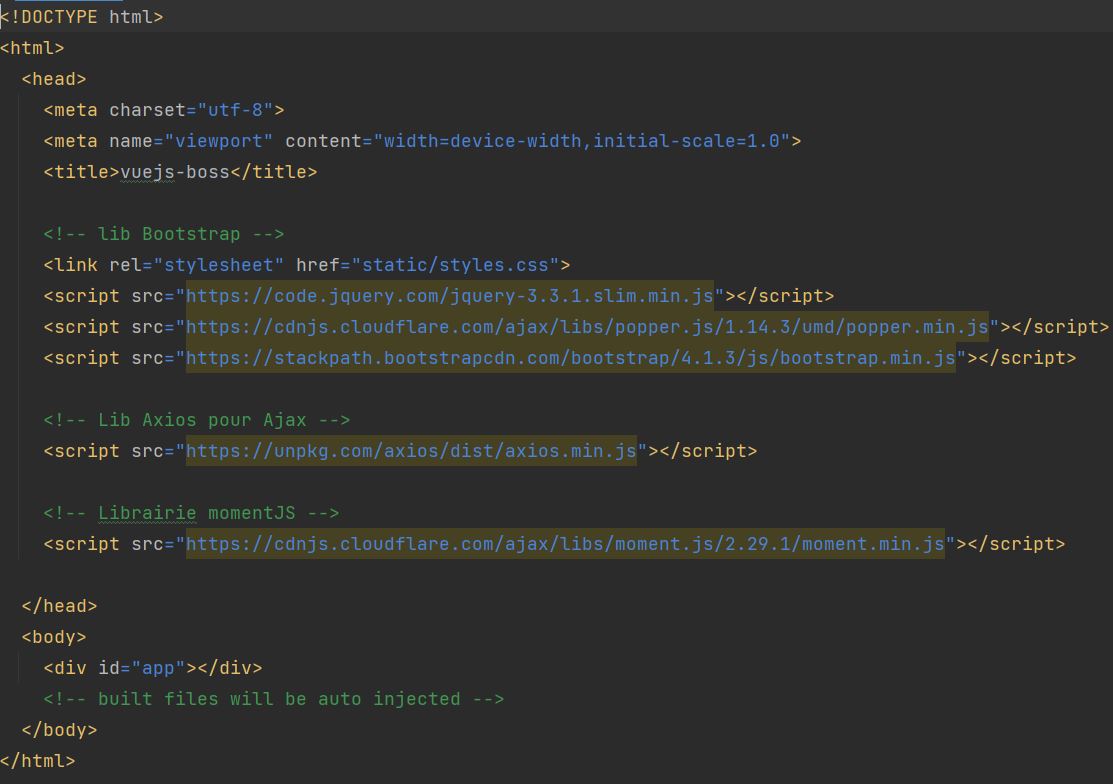 <!DOCTYPE html>
<html>
  <head>
    <meta charset="utf-8">
    <meta name="viewport" content="width=device-width,initial-scale=1.0">
    <title>vuejs-boss</title>

    <!-- lib Bootstrap -->
    <link rel="stylesheet" href="static/styles.css">
    <script src="https://code.jquery.com/jquery-3.3.1.slim.min.js"></script>
    <script src="https://cdnjs.cloudflare.com/ajax/libs/popper.js/1.14.3/umd/popper.min.js"></script>
    <script src="https://stackpath.bootstrapcdn.com/bootstrap/4.1.3/js/bootstrap.min.js"></script>

    <!-- Lib Axios pour Ajax -->
    <script src="https://unpkg.com/axios/dist/axios.min.js"></script>

    <!-- Librairie momentJS -->
    <script src="https://cdnjs.cloudflare.com/ajax/libs/moment.js/2.29.1/moment.min.js"></script>

  </head>
  <body>
    <div id="app"></div>
    <!-- built files will be auto injected -->
  </body>
</html>